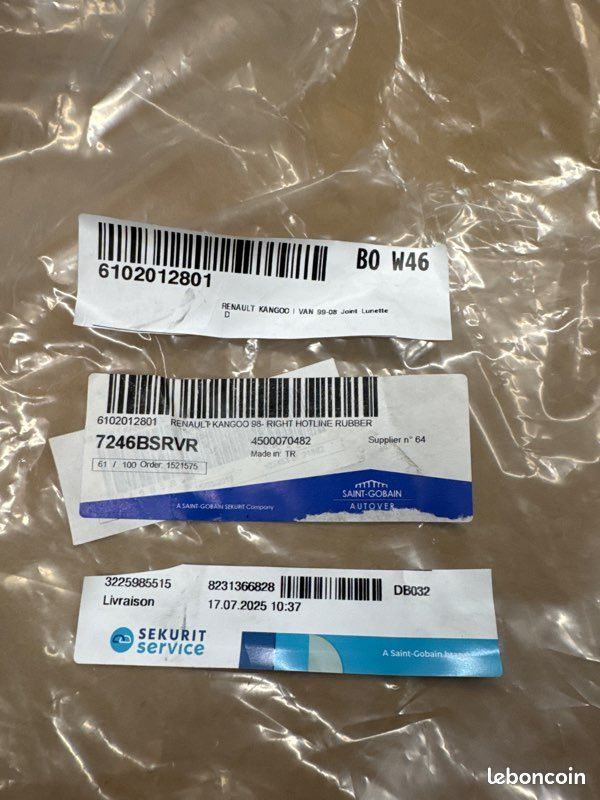 6102012801
BO W46
RENAULT KANGOO I VAN 99-08 Joint Lunette
D
6102012801 RENAULT KANGOO 98- RIGHT HOTLINE RUBBER
7246BSRVR
4500070482
Supplier n° 64
Made in: TR
61 / 100 Order: 1521575
A SAINT-GOBAIN SEKURIT Company
SAINT-GOBAIN
AUTOVER
3225985515
8231366828
DB032
Livraison
17.07.2025 10:37
SEKURIT
service
A Saint-Gobain brand
leboncoin